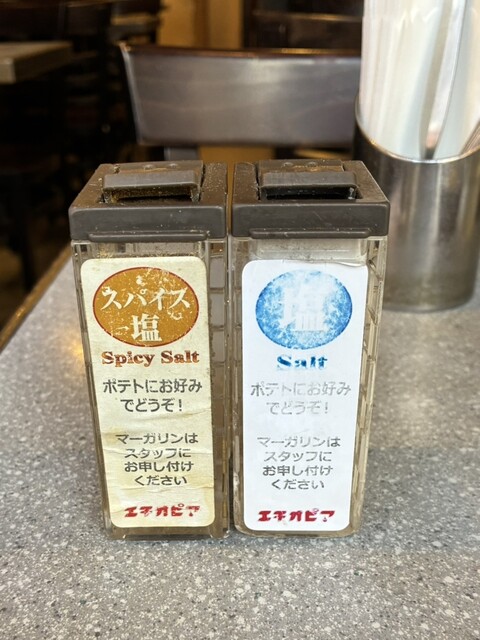 スパイス
塩
Spicy Salt
ポテトにお好み
でどうぞ！
マーガリンは
スタッフに
お申し付け
ください
エチオピア
塩
Salt
ポテトにお好み
でどうぞ！
マーガリンは
スタッフに
お申し付け
ください
エチオピア